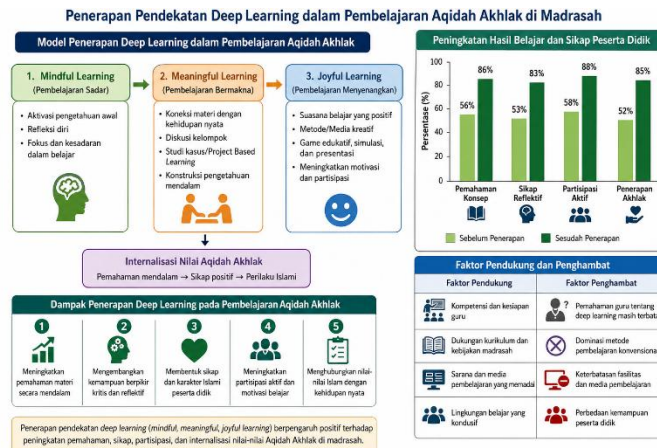 Penerapan Pendekatan Deep Learning dalam Pembelajaran Aqidah Akhlak di Madrasah
Model Penerapan Deep Learning dalam Pembelajaran Aqidah Akhlak
1. Mindful Learning
(Pembelajaran Sadar)
• Aktivasi pengetahuan awal
• Refleksi diri
• Fokus dan kesadaran
dalam belajar
2. Meaningful Learning
(Pembelajaran Bermakna)
• Koneksi materi dengan
kehidupan nyata
• Diskusi kelompok
• Studi kasus/Project Based
Learning
• Konstruksi pengetahuan
mendalam
3. Joyful Learning
(Pembelajaran Menyenangkan)
• Suasana belajar yang positif
• Metode/Media kreatif
• Game edukatif, simulasi,
dan presentasi
• Meningkatkan motivasi
dan partisipasi
Internalisasi Nilai Aqidah Akhlak
Pemahaman mendalam → Sikap positif → Perilaku Islami
Dampak Penerapan Deep Learning pada Pembelajaran Aqidah Akhlak
1
Meningkatkan
pemahaman materi
secara mendalam
2
Mengembangkan
kemampuan berpikir
kritis dan reflektif
3
Membentuk sikap
dan karakter Islami
peserta didik
4
Meningkatkan
partisipasi aktif dan
motivasi belajar
5
Menghubungkan nilai-
nilai Islam dengan
kehidupan nyata
Penerapan pendekatan deep learning (mindful, meaningful, joyful learning) berpengaruh positif terhadap
peningkatan pemahaman, sikap, partisipasi, dan internalisasi nilai-nilai Aqidah Akhlak di madrasah.
Peningkatan Hasil Belajar dan Sikap Peserta Didik
Persentase (%)
100
80
60
40
20
0
56%
86%
53%
83%
58%
88%
52%
85%
Pemahaman
Konsep
Sikap
Reflektif
Partisipasi
Aktif
Penerapan
Akhlak
Sebelum Penerapan
Sesudah Penerapan
Faktor Pendukung dan Penghambat
Faktor Pendukung
Faktor Penghambat
Kompetensi dan kesiapan
guru
Pemahaman guru tentang
deep learning masih terbata
Dukungan kurikulum dan
kebijakan madrasah
Dominasi metode
pembelajaran konvensiona
Sarana dan media
pembelajaran yang memadai
Keterbatasan fasilitas
dan media pembelajaran
Lingkungan belajar yang
kondusif
Perbedaan kemampuan
peserta didik